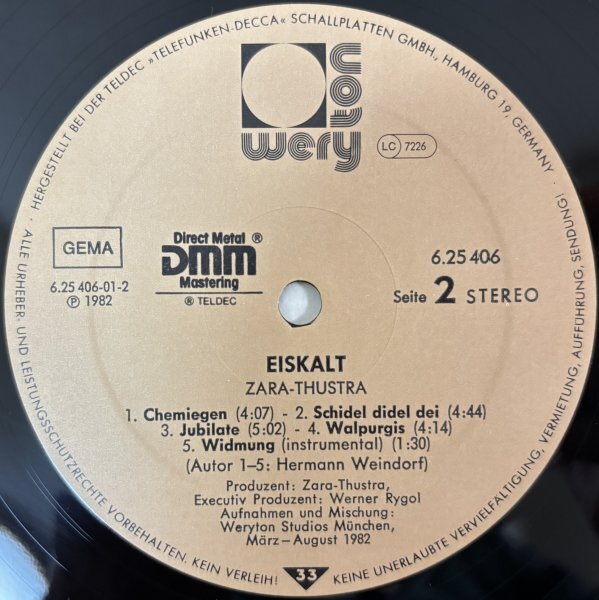 HERGESTELLT BEI DER TELDEC »TELEFUNKEN-DECCA« SCHALLPLATTEN GMBH., HAMBURG 19, GERMANY ·
wery
ton
LC 7226
GEMA
6.25 406-01-2
℗ 1982
Direct Metal ®
DMM
Mastering
® TELDEC
6.25 406
Seite 2 STEREO
EISKALT
ZARA-THUSTRA
1. Chemiegen (4:07) - 2. Schidel didel dei (4:44)
3. Jubilate (5:02) - 4. Walpurgis (4:14)
5. Widmung (instrumental) (1:30)
(Autor 1–5: Hermann Weindorf)
Produzent: Zara-Thustra,
Executiv Produzent: Werner Rygol
Aufnahmen und Mischung:
Weryton Studios München,
März–August 1982
· ALLE URHEBER- UND LEISTUNGSSCHUTZRECHTE VORBEHALTEN. KEIN VERLEIH! KEINE UNERLAUBTE VERVIELFÄLTIGUNG, VERMIETUNG, AUFFÜHRUNG, SENDUNG!
33